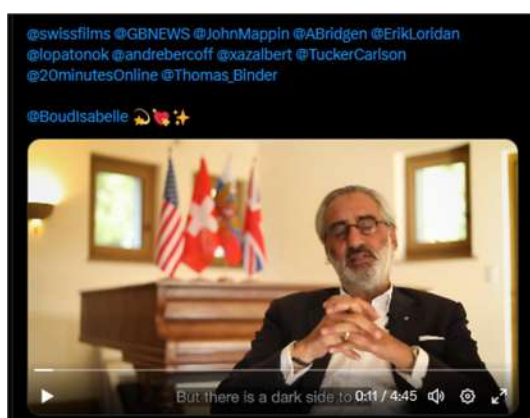 @swissfilms @GBNEWS @JohnMappin @ABridgen @ErikLoridan
@lopatonok @andrebercoff @xazalbert @TuckerCarlson
@20minutesOnline @Thomas_Binder
@BoudIsabelle 💫💘✨
But there is a dark side to
0:11 / 4:45